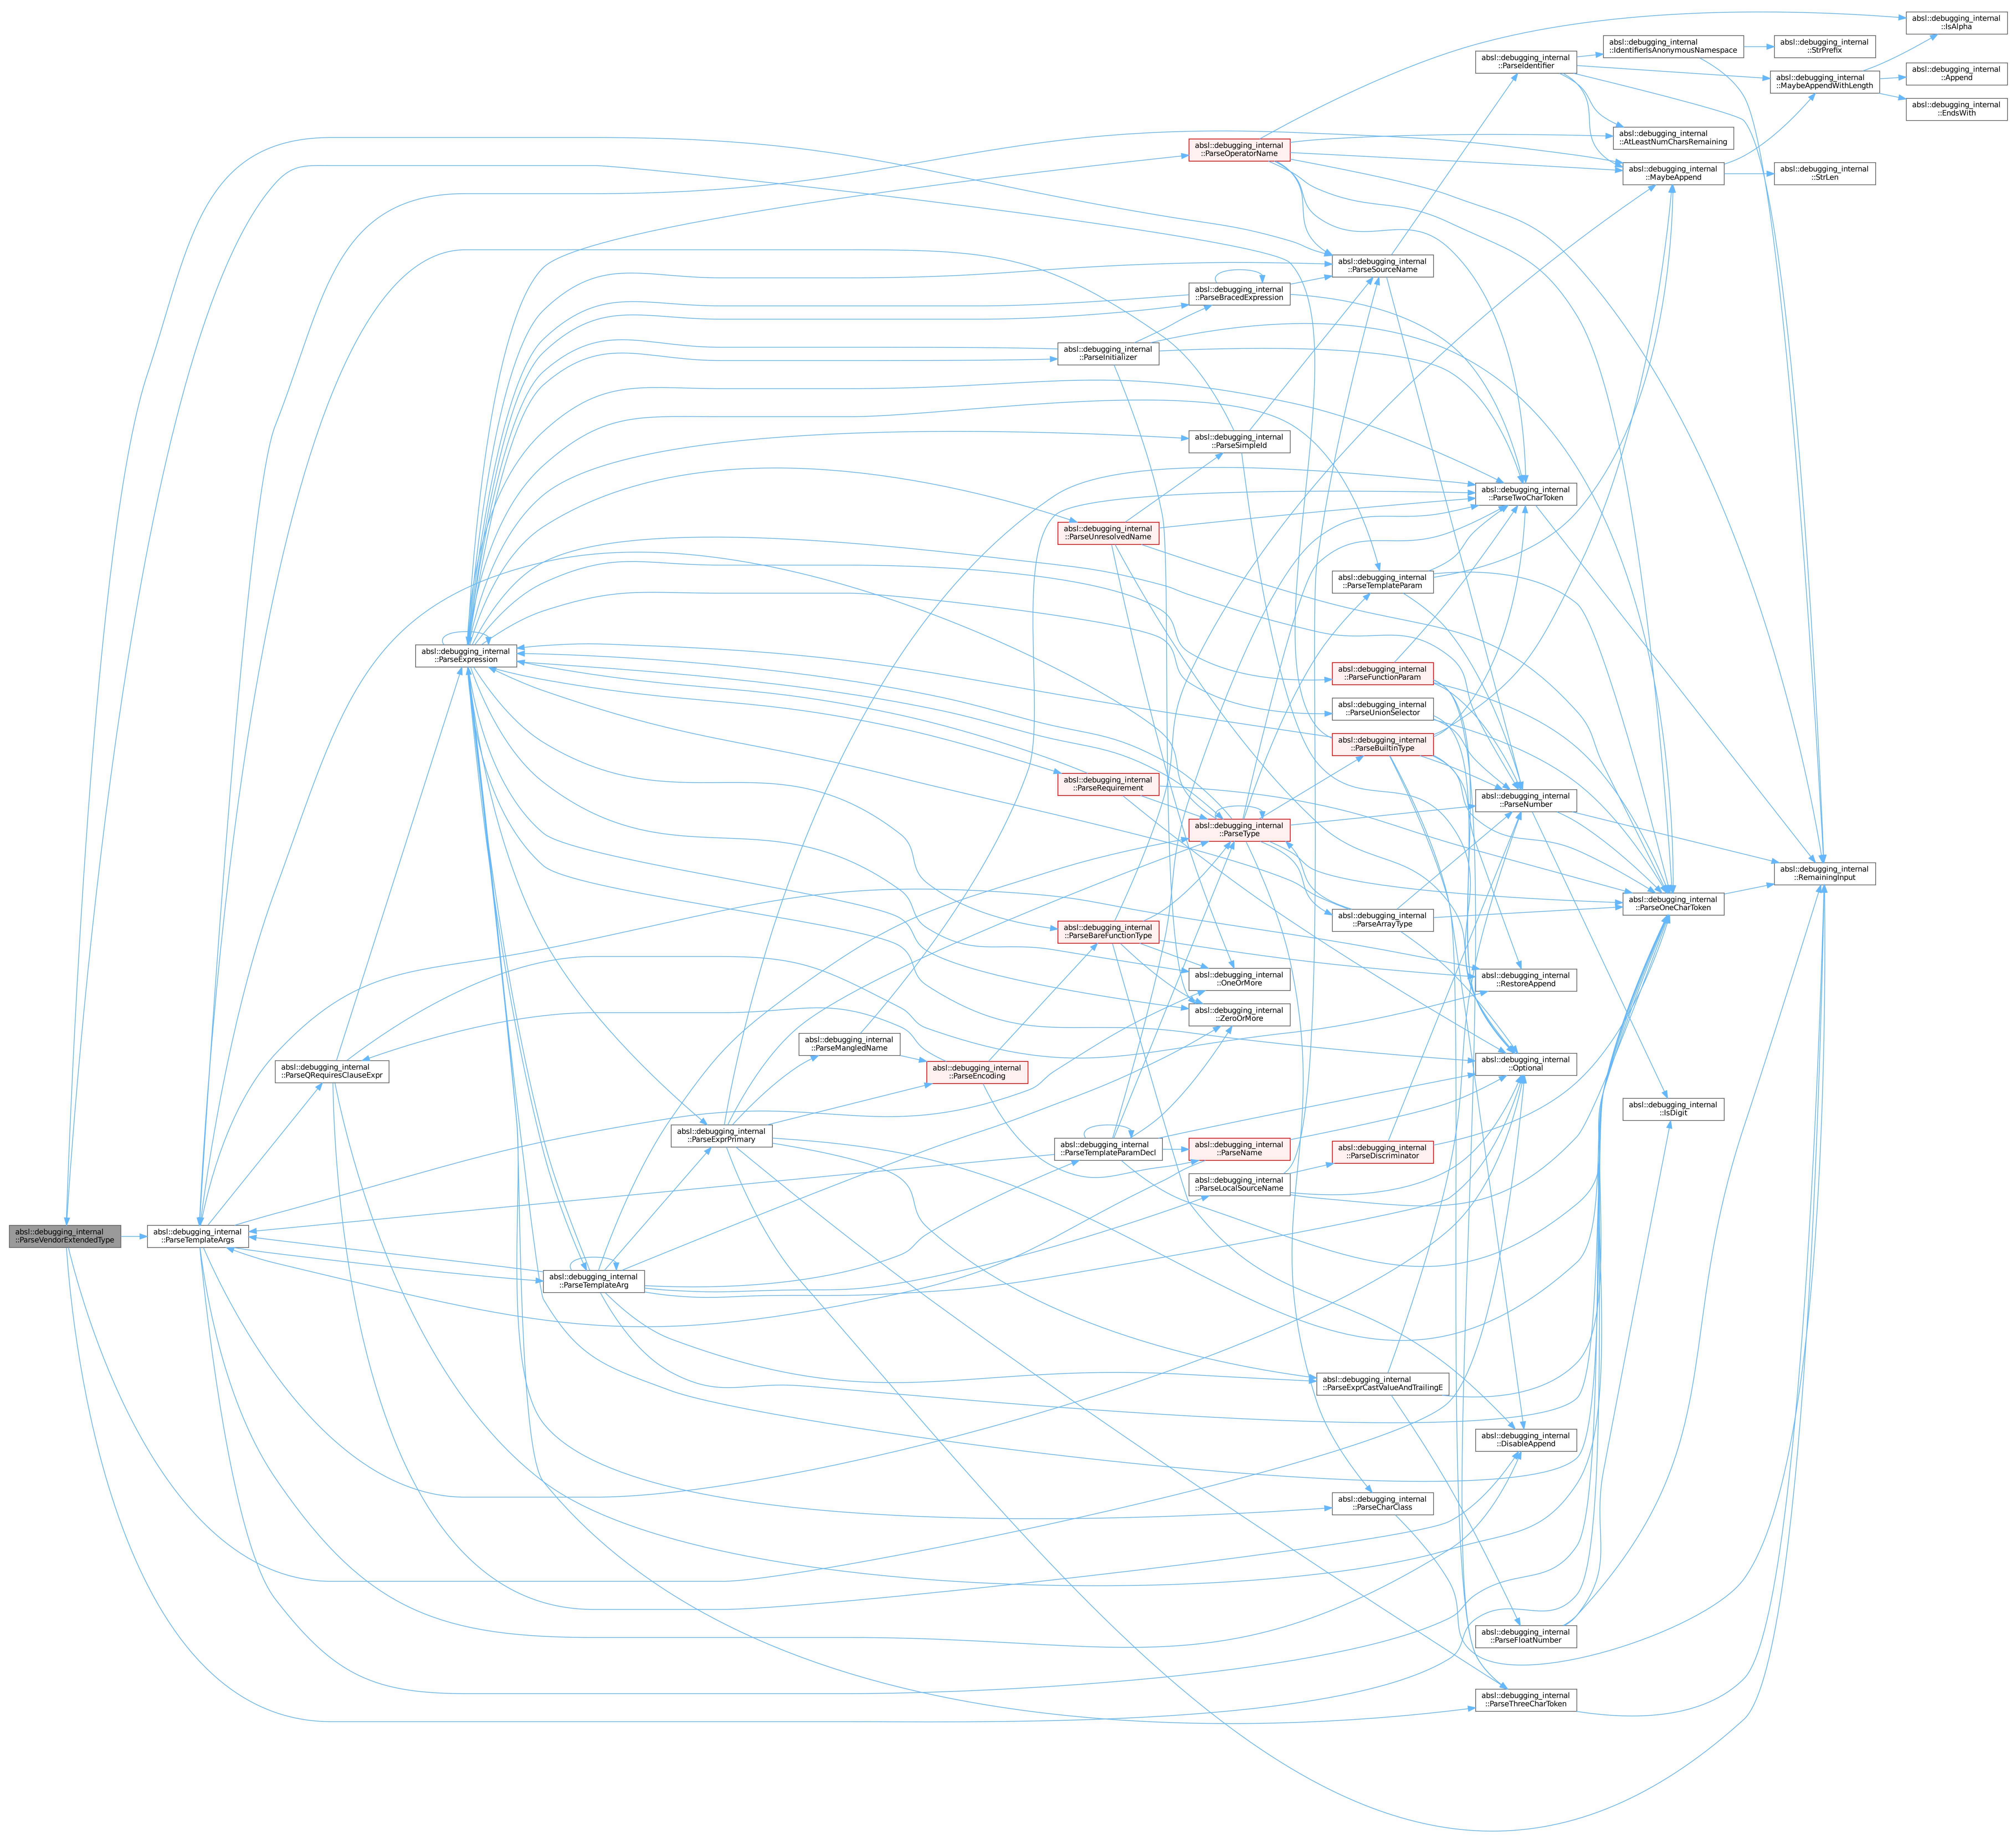 absl::debugging_internal
::ParseVendorExtendedType
absl::debugging_internal
::ParseTemplateArgs
absl::debugging_internal
::ParseQRequiresClauseExpr
absl::debugging_internal
::ParseExpression
absl::debugging_internal
::ParseTemplateArg
absl::debugging_internal
::ParseExprPrimary
absl::debugging_internal
::ParseMangledName
absl::debugging_internal
::ParseEncoding
absl::debugging_internal
::ParseInitializer
absl::debugging_internal
::ParseUnresolvedName
absl::debugging_internal
::ParseRequirement
absl::debugging_internal
::ParseBareFunctionType
absl::debugging_internal
::ParseTemplateParamDecl
absl::debugging_internal
::ParseOperatorName
absl::debugging_internal
::ParseBracedExpression
absl::debugging_internal
::ParseSimpleId
absl::debugging_internal
::ParseType
absl::debugging_internal
::OneOrMore
absl::debugging_internal
::ZeroOrMore
absl::debugging_internal
::ParseName
absl::debugging_internal
::ParseLocalSourceName
absl::debugging_internal
::ParseSourceName
absl::debugging_internal
::ParseTemplateParam
absl::debugging_internal
::ParseFunctionParam
absl::debugging_internal
::ParseUnionSelector
absl::debugging_internal
::ParseBuiltinType
absl::debugging_internal
::ParseArrayType
absl::debugging_internal
::ParseDiscriminator
absl::debugging_internal
::ParseExprCastValueAndTrailingE
absl::debugging_internal
::ParseCharClass
absl::debugging_internal
::ParseIdentifier
absl::debugging_internal
::ParseTwoCharToken
absl::debugging_internal
::ParseNumber
absl::debugging_internal
::RestoreAppend
absl::debugging_internal
::Optional
absl::debugging_internal
::DisableAppend
absl::debugging_internal
::ParseFloatNumber
absl::debugging_internal
::ParseThreeCharToken
absl::debugging_internal
::IdentifierIsAnonymousNamespace
absl::debugging_internal
::AtLeastNumCharsRemaining
absl::debugging_internal
::MaybeAppend
absl::debugging_internal
::ParseOneCharToken
absl::debugging_internal
::IsDigit
absl::debugging_internal
::StrPrefix
absl::debugging_internal
::MaybeAppendWithLength
absl::debugging_internal
::StrLen
absl::debugging_internal
::RemainingInput
absl::debugging_internal
::IsAlpha
absl::debugging_internal
::Append
absl::debugging_internal
::EndsWith